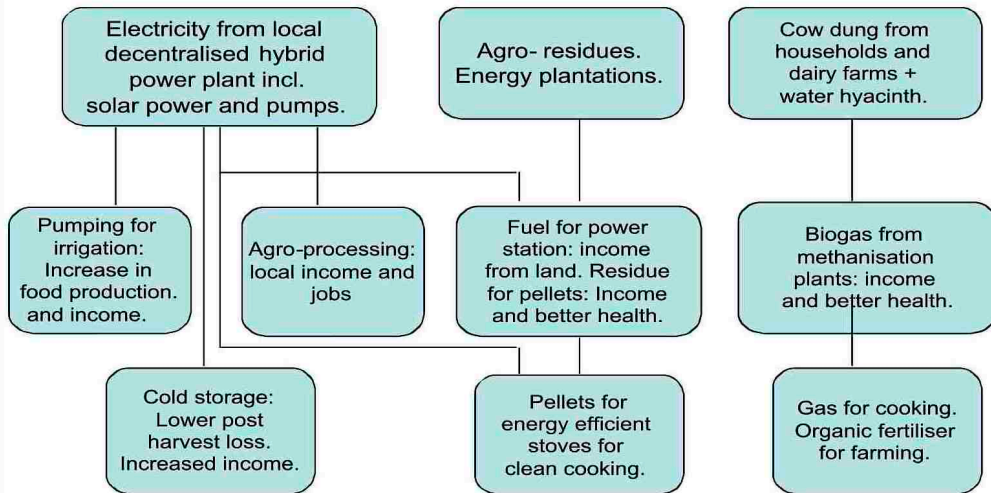 Electricity from local
decentralised hybrid
power plant incl.
solar power and pumps.
Agro- residues.
Energy plantations.
Cow dung from
households and
dairy farms +
water hyacinth.
Pumping for
irrigation:
Increase in
food production.
and income.
Agro-processing:
local income and
jobs
Fuel for power
station: income
from land. Residue
for pellets: Income
and better health.
Biogas from
methanisation
plants: income
and better health.
Cold storage:
Lower post
harvest loss.
Increased income.
Pellets for
energy efficient
stoves for
clean cooking.
Gas for cooking.
Organic fertiliser
for farming.